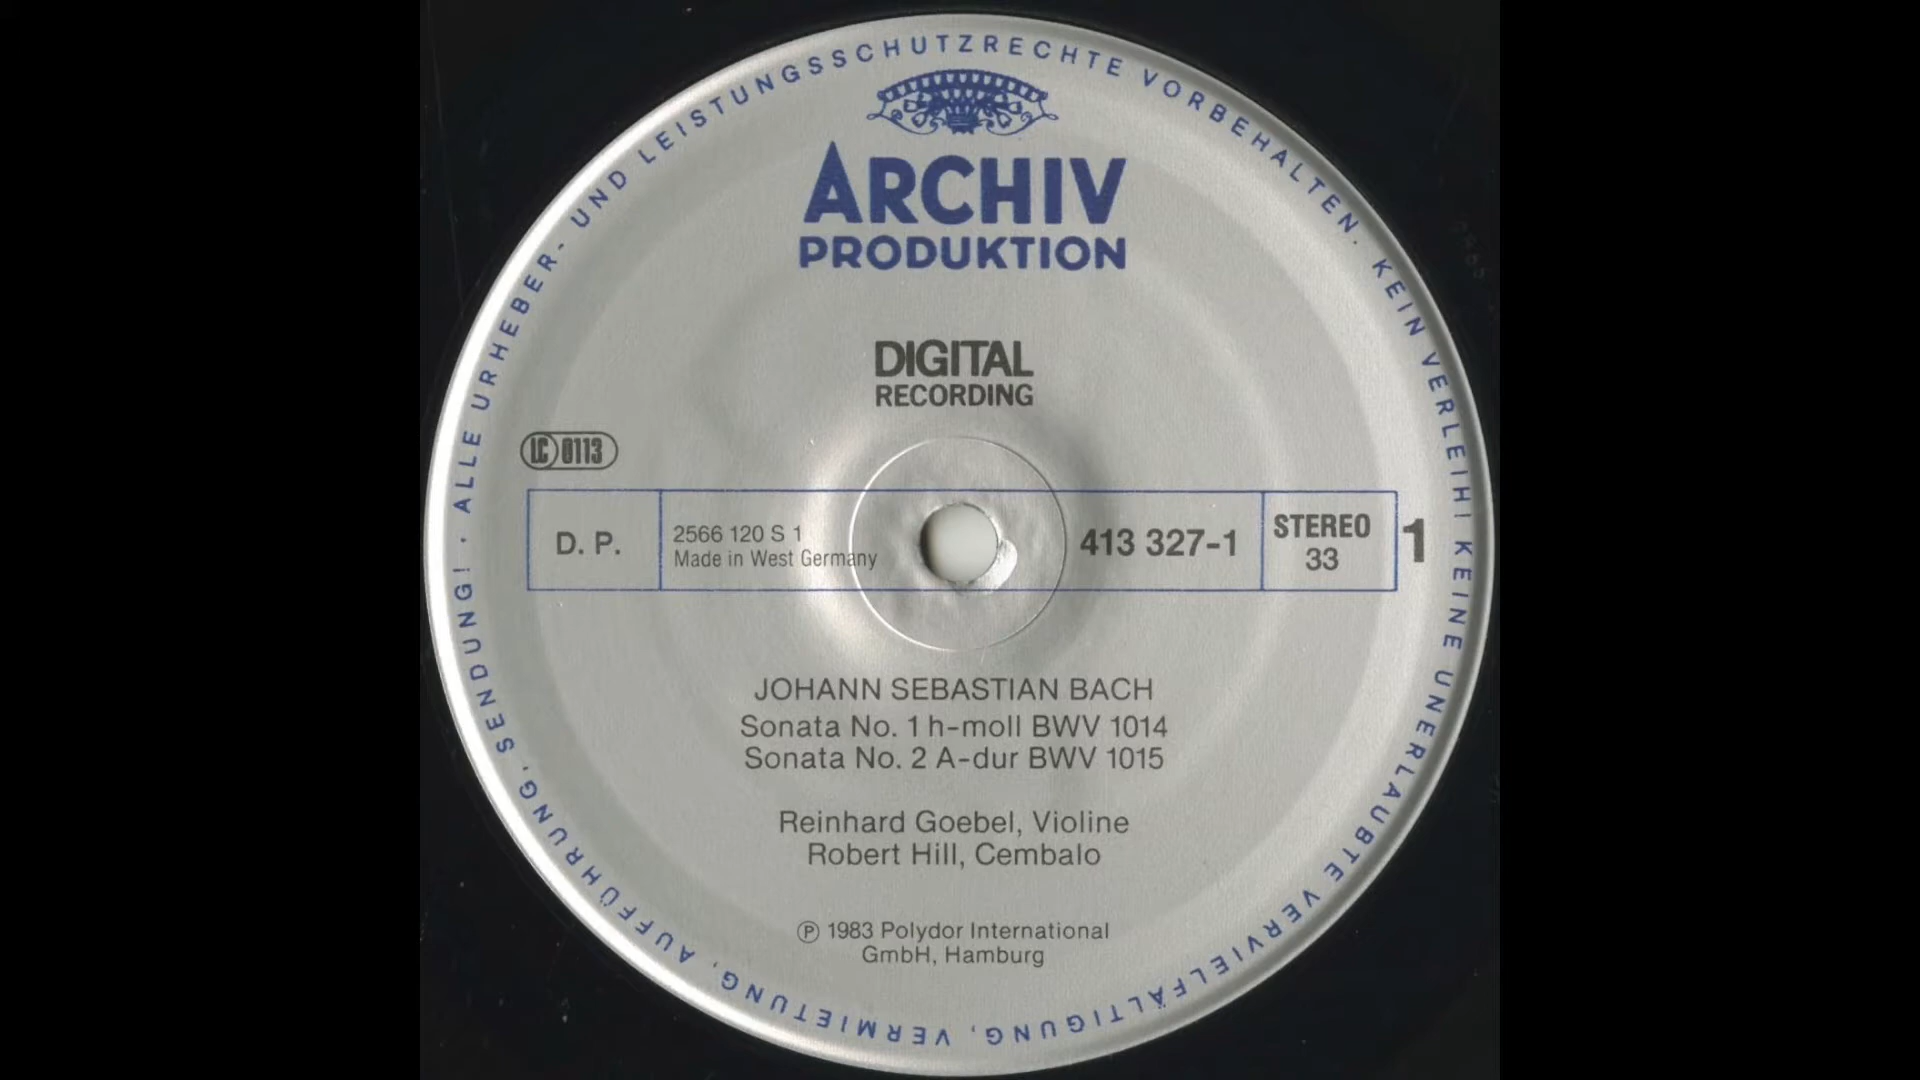 · ALLE URHEBER- UND LEISTUNGSSCHUTZRECHTE VORBEHALTEN. KEIN VERLEIH! KEINE UNERLAUBTE VERVIELFÄLTIGUNG, VERMIETUNG, AUFFÜHRUNG, SENDUNG!
ARCHIV
PRODUKTION
DIGITAL
RECORDING
LC 0113
D. P.
2566 120 S 1
Made in West Germany
413 327-1
STEREO
33
1
JOHANN SEBASTIAN BACH
Sonata No. 1 h-moll BWV 1014
Sonata No. 2 A-dur BWV 1015
Reinhard Goebel, Violine
Robert Hill, Cembalo
℗ 1983 Polydor International
GmbH, Hamburg